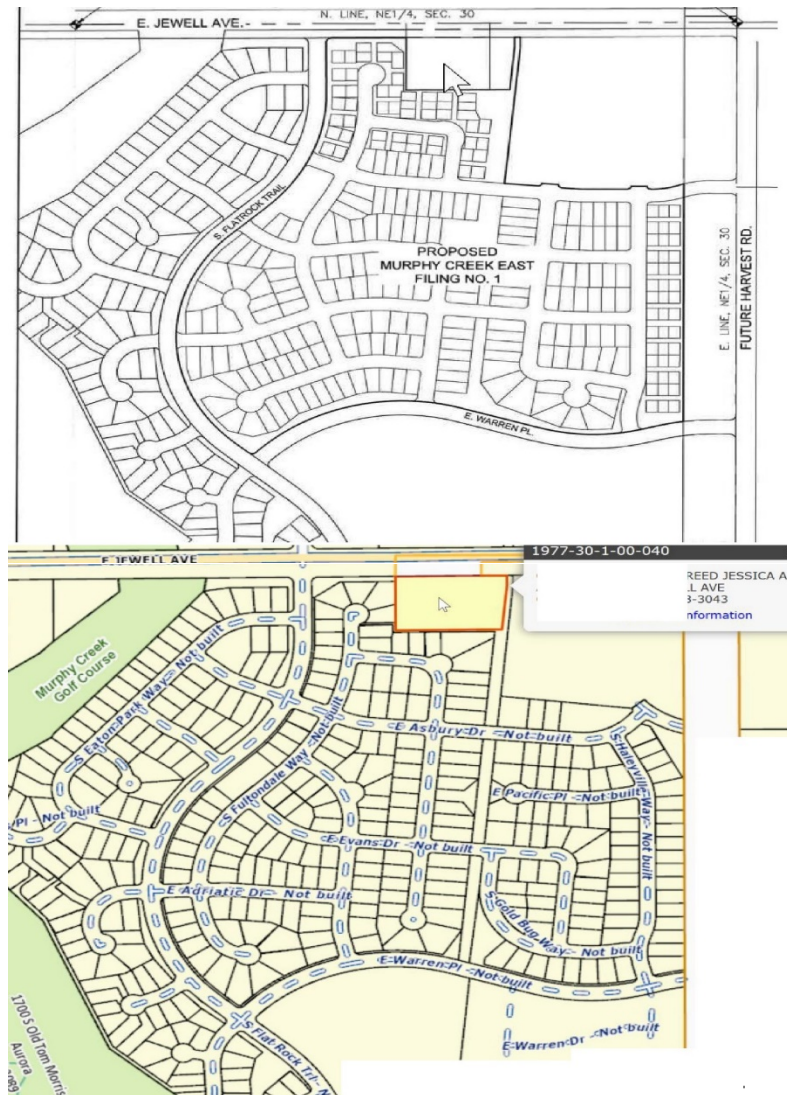 N. LINE, NE1/4, SEC. 30
E. JEWELL AVE.
S. FLATROCK TRAIL
PROPOSED
MURPHY CREEK EAST
FILING NO. 1
E. LINE, NE1/4, SEC. 30
FUTURE HARVEST RD.
E. WARREN PL.
1977-30-1-00-040
E JEWELL AVE
REED JESSICA A
LL AVE
3-3043
nformation
Murphy Creek
Golf Course
S Eaton Park Way - Not built
S Fultondale Way - Not built
E Asbury Dr - Not built
S Haleyville Way - Not built
E Pacific Pl - Not built
Pl - Not built
E Evans Dr - Not built
E Adriatic Dr - Not built
S Gold Bug Way - Not built
E Warren Pl - Not built
1700 S Old Tom Morris
Aurora
S Flat Rock Trl - N
E Warren Dr - Not built